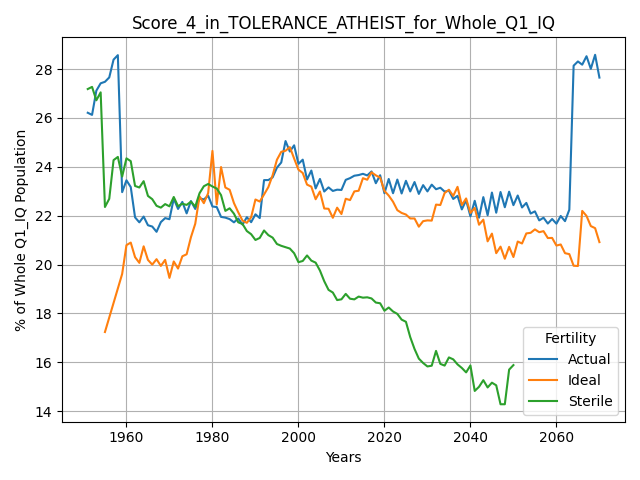 Score_4_in_TOLERANCE_ATHEIST_for_Whole_Q1_IQ
% of Whole Q1_IQ Population
28
26
24
22
20
18
16
14
1960
1980
2000
2020
2040
2060
Years
Fertility
Actual
Ideal
Sterile